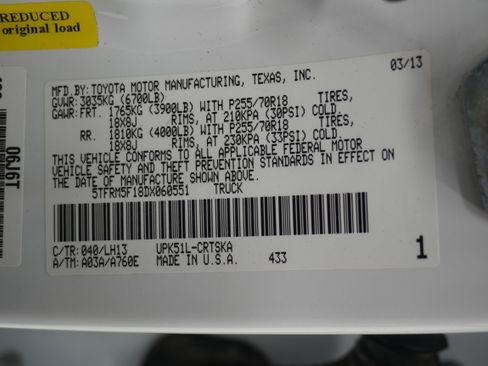 REDUCED
original load
MFD.BY: TOYOTA MOTOR MANUFACTURING, TEXAS, INC. 03/13
GVWR: 3035KG (6700LB)
GAWR: FRT. 1765KG (3900LB) WITH P255/70R18 TIRES,
18X8J RIMS, AT 210KPA (30PSI) COLD.
RR. 1810KG (4000LB) WITH P255/70R18 TIRES,
18X8J RIMS, AT 230KPA (33PSI) COLD.
THIS VEHICLE CONFORMS TO ALL APPLICABLE FEDERAL MOTOR
VEHICLE SAFETY AND THEFT PREVENTION STANDARDS IN EFFECT ON
THE DATE OF MANUFACTURE SHOWN ABOVE.
5TFRM5F18DX060551 TRUCK
C/TR: 040/LH13 UPK51L-CRTSKA
A/TM: A03A/A760E MADE IN U.S.A. 433 1